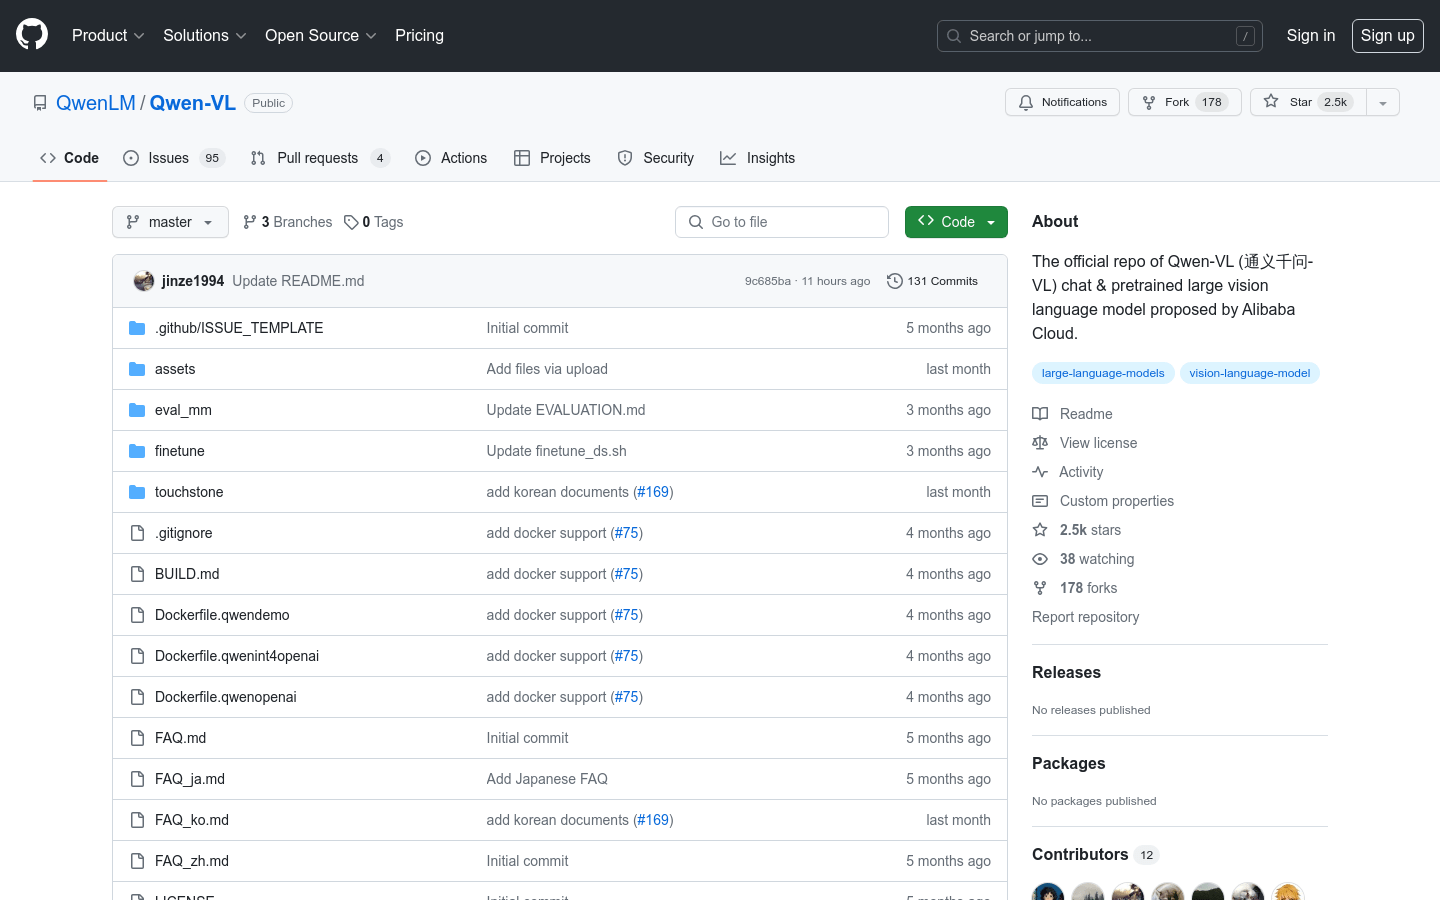 Product Solutions Open Source Pricing Search or jump to... / Sign in Sign up
QwenLM / Qwen-VL Public Notifications Fork 178 Star 2.5k
Code Issues 95 Pull requests 4 Actions Projects Security Insights
master 3 Branches 0 Tags Go to file Code
jinze1994 Update README.md 9c685ba · 11 hours ago 131 Commits
.github/ISSUE_TEMPLATE Initial commit 5 months ago
assets Add files via upload last month
eval_mm Update EVALUATION.md 3 months ago
finetune Update finetune_ds.sh 3 months ago
touchstone add korean documents (#169) last month
.gitignore add docker support (#75) 4 months ago
BUILD.md add docker support (#75) 4 months ago
Dockerfile.qwendemo add docker support (#75) 4 months ago
Dockerfile.qwenint4openai add docker support (#75) 4 months ago
Dockerfile.qwenopenai add docker support (#75) 4 months ago
FAQ.md Initial commit 5 months ago
FAQ_ja.md Add Japanese FAQ 5 months ago
FAQ_ko.md add korean documents (#169) last month
FAQ_zh.md Initial commit 5 months ago
LICENSE Initial commit 5 months ago
About
The official repo of Qwen-VL (通义千问-
VL) chat & pretrained large vision
language model proposed by Alibaba
Cloud.
large-language-models vision-language-model
Readme
View license
Activity
Custom properties
2.5k stars
38 watching
178 forks
Report repository
Releases
No releases published
Packages
No packages published
Contributors 12